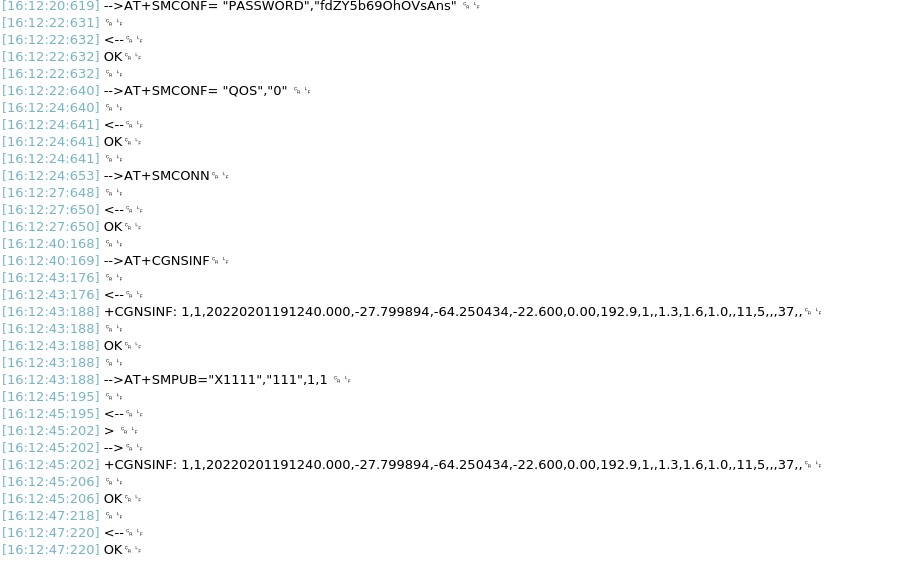 [16:12:20:619] -->AT+SMCONF= "PASSWORD","fdZY5b69OhOVsAns" ␍␊
[16:12:22:631] ␍␊
[16:12:22:632] <--␍␊
[16:12:22:632] OK␍␊
[16:12:22:632] ␍␊
[16:12:22:640] -->AT+SMCONF= "QOS","0" ␍␊
[16:12:24:640] ␍␊
[16:12:24:641] <--␍␊
[16:12:24:641] OK␍␊
[16:12:24:641] ␍␊
[16:12:24:653] -->AT+SMCONN␍␊
[16:12:27:648] ␍␊
[16:12:27:650] <--␍␊
[16:12:27:650] OK␍␊
[16:12:40:168] ␍␊
[16:12:40:169] -->AT+CGNSINF␍␊
[16:12:43:176] ␍␊
[16:12:43:176] <--␍␊
[16:12:43:188] +CGNSINF: 1,1,20220201191240.000,-27.799894,-64.250434,-22.600,0.00,192.9,1,,1.3,1.6,1.0,,11,5,,,37,,␍␊
[16:12:43:188] ␍␊
[16:12:43:188] OK␍␊
[16:12:43:188] ␍␊
[16:12:43:188] -->AT+SMPUB="X1111","111",1,1 ␍␊
[16:12:45:195] ␍␊
[16:12:45:195] <--␍␊
[16:12:45:202] > ␍␊
[16:12:45:202] -->␍␊
[16:12:45:202] +CGNSINF: 1,1,20220201191240.000,-27.799894,-64.250434,-22.600,0.00,192.9,1,,1.3,1.6,1.0,,11,5,,,37,,␍␊
[16:12:45:206] ␍␊
[16:12:45:206] OK␍␊
[16:12:47:218] ␍␊
[16:12:47:220] <--␍␊
[16:12:47:220] OK␍␊